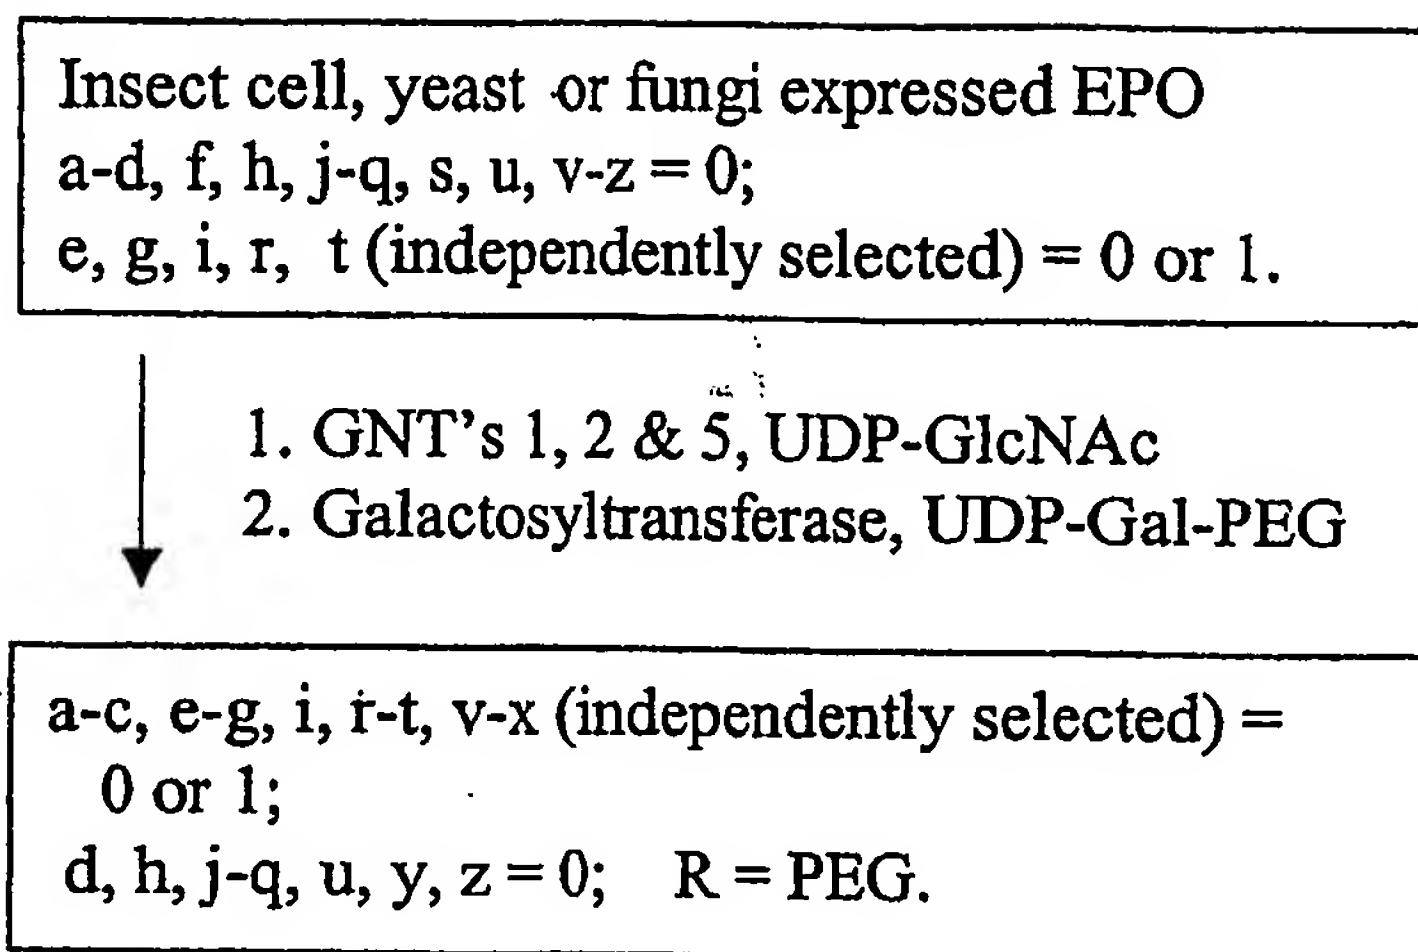 Insect cell, yeast or fungi expressed EPO
a-d, f, h, j-q, s, u, v-z = 0;
e, g, i, r, t (independently selected) = 0 or 1.
1. GNT's 1, 2 & 5, UDP-GlcNAc
2. Galactosyltransferase, UDP-Gal-PEG
a-c, e-g, i, r-t, v-x (independently selected) =
0 or 1;
d, h, j-q, u, y, z = 0; R = PEG.